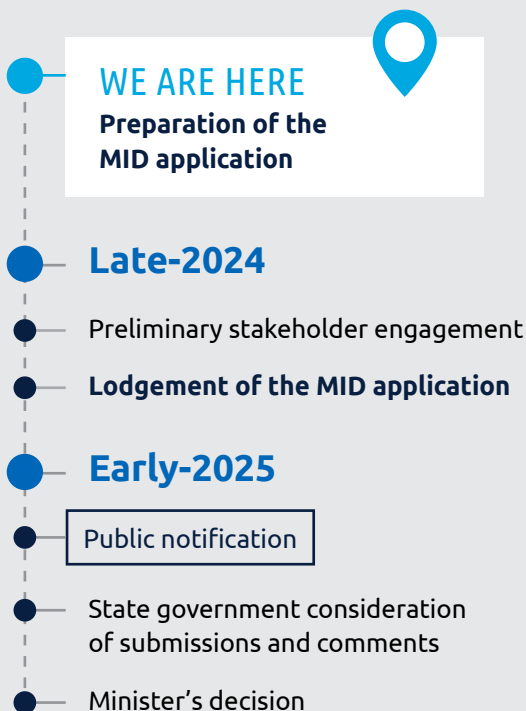 WE ARE HERE
Preparation of the
MID application
Late-2024
Preliminary stakeholder engagement
Lodgement of the MID application
Early-2025
Public notification
State government consideration
of submissions and comments
Minister’s decision